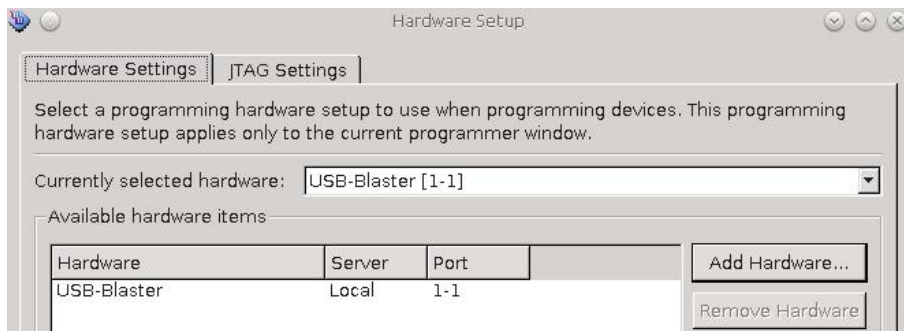 Hardware Setup
Hardware Settings JTAG Settings
Select a programming hardware setup to use when programming devices. This programming
hardware setup applies only to the current programmer window.
Currently selected hardware: USB-Blaster [1-1]
Available hardware items
Hardware Server Port Add Hardware...
USB-Blaster Local 1-1
Remove Hardware